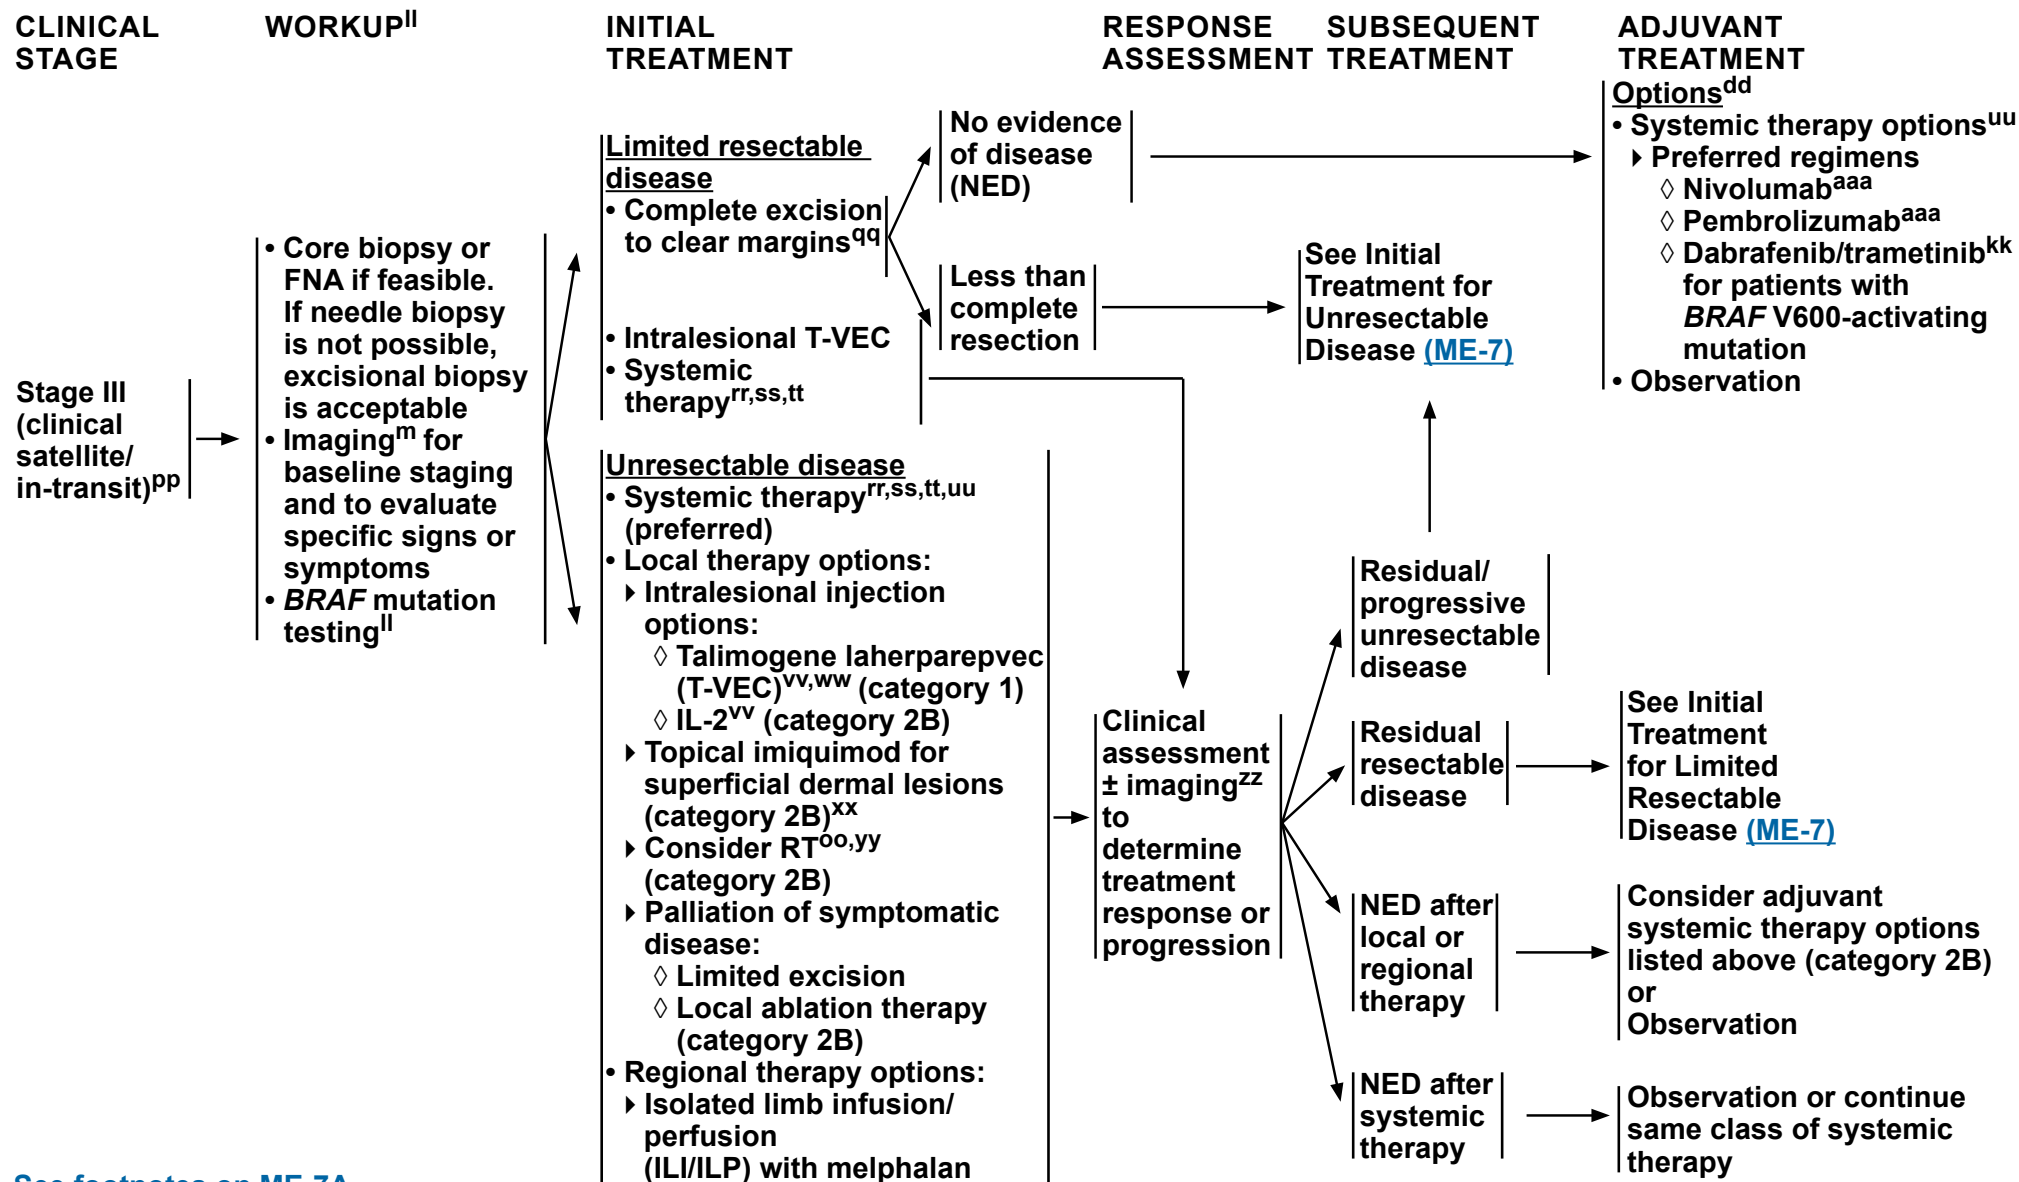 CLINICAL
STAGE
WORKUPll
INITIAL
TREATMENT
RESPONSE
ASSESSMENT
SUBSEQUENT
TREATMENT
ADJUVANT
TREATMENT
Stage III
(clinical
satellite/
in-transit)pp
• Core biopsy or
FNA if feasible.
If needle biopsy
is not possible,
excisional biopsy
is acceptable
• Imagingm for
baseline staging
and to evaluate
specific signs or
symptoms
• BRAF mutation
testingll
Limited resectable
disease
• Complete excision
to clear marginsqq
• Intralesional T-VEC
• Systemic
therapyrr,ss,tt
Unresectable disease
• Systemic therapyrr,ss,tt,uu
(preferred)
• Local therapy options:
▸ Intralesional injection
options:
◊ Talimogene laherparepvec
(T-VEC)vv,ww (category 1)
◊ IL-2vv (category 2B)
▸ Topical imiquimod for
superficial dermal lesions
(category 2B)xx
▸ Consider RToo,yy
(category 2B)
▸ Palliation of symptomatic
disease:
◊ Limited excision
◊ Local ablation therapy
(category 2B)
• Regional therapy options:
▸ Isolated limb infusion/
perfusion
(ILI/ILP) with melphalan
No evidence
of disease
(NED)
Less than
complete
resection
Clinical
assessment
± imagingzz
to
determine
treatment
response or
progression
See Initial
Treatment for
Unresectable
Disease (ME-7)
Residual/
progressive
unresectable
disease
Residual
resectable
disease
NED after
local or
regional
therapy
NED after
systemic
therapy
Optionsdd
• Systemic therapy optionsuu
▸ Preferred regimens
◊ Nivolumabaaa
◊ Pembrolizumabaaa
◊ Dabrafenib/trametinibkk
for patients with
BRAF V600-activating
mutation
• Observation
See Initial
Treatment
for Limited
Resectable
Disease (ME-7)
Consider adjuvant
systemic therapy options
listed above (category 2B)
or
Observation
Observation or continue
same class of systemic
therapy
See footnotes on ME-7A